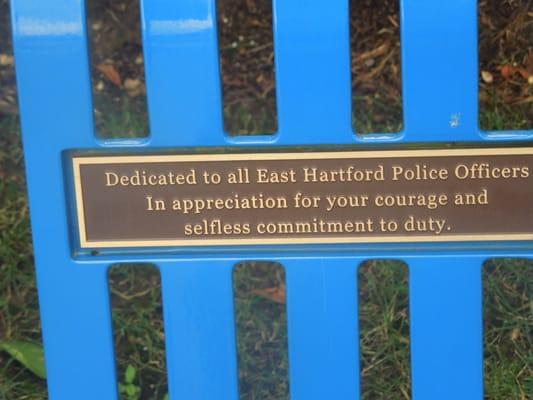 Dedicated to all East Hartford Police Officers
In appreciation for your courage and
selfless commitment to duty.